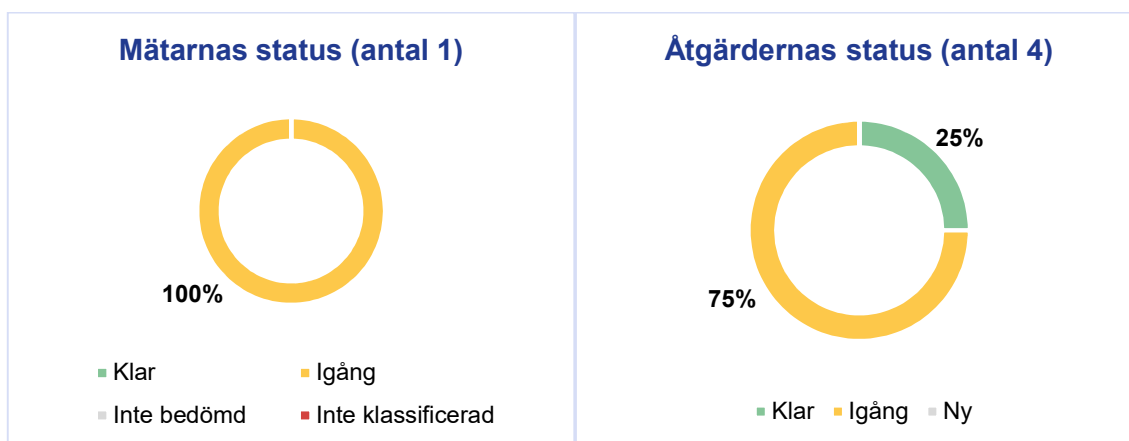 Mätarnas status (antal 1)
100%
Klar
Igång
Inte bedömd
Inte klassificerad
Åtgärdernas status (antal 4)
25%
75%
Klar Igång Ny